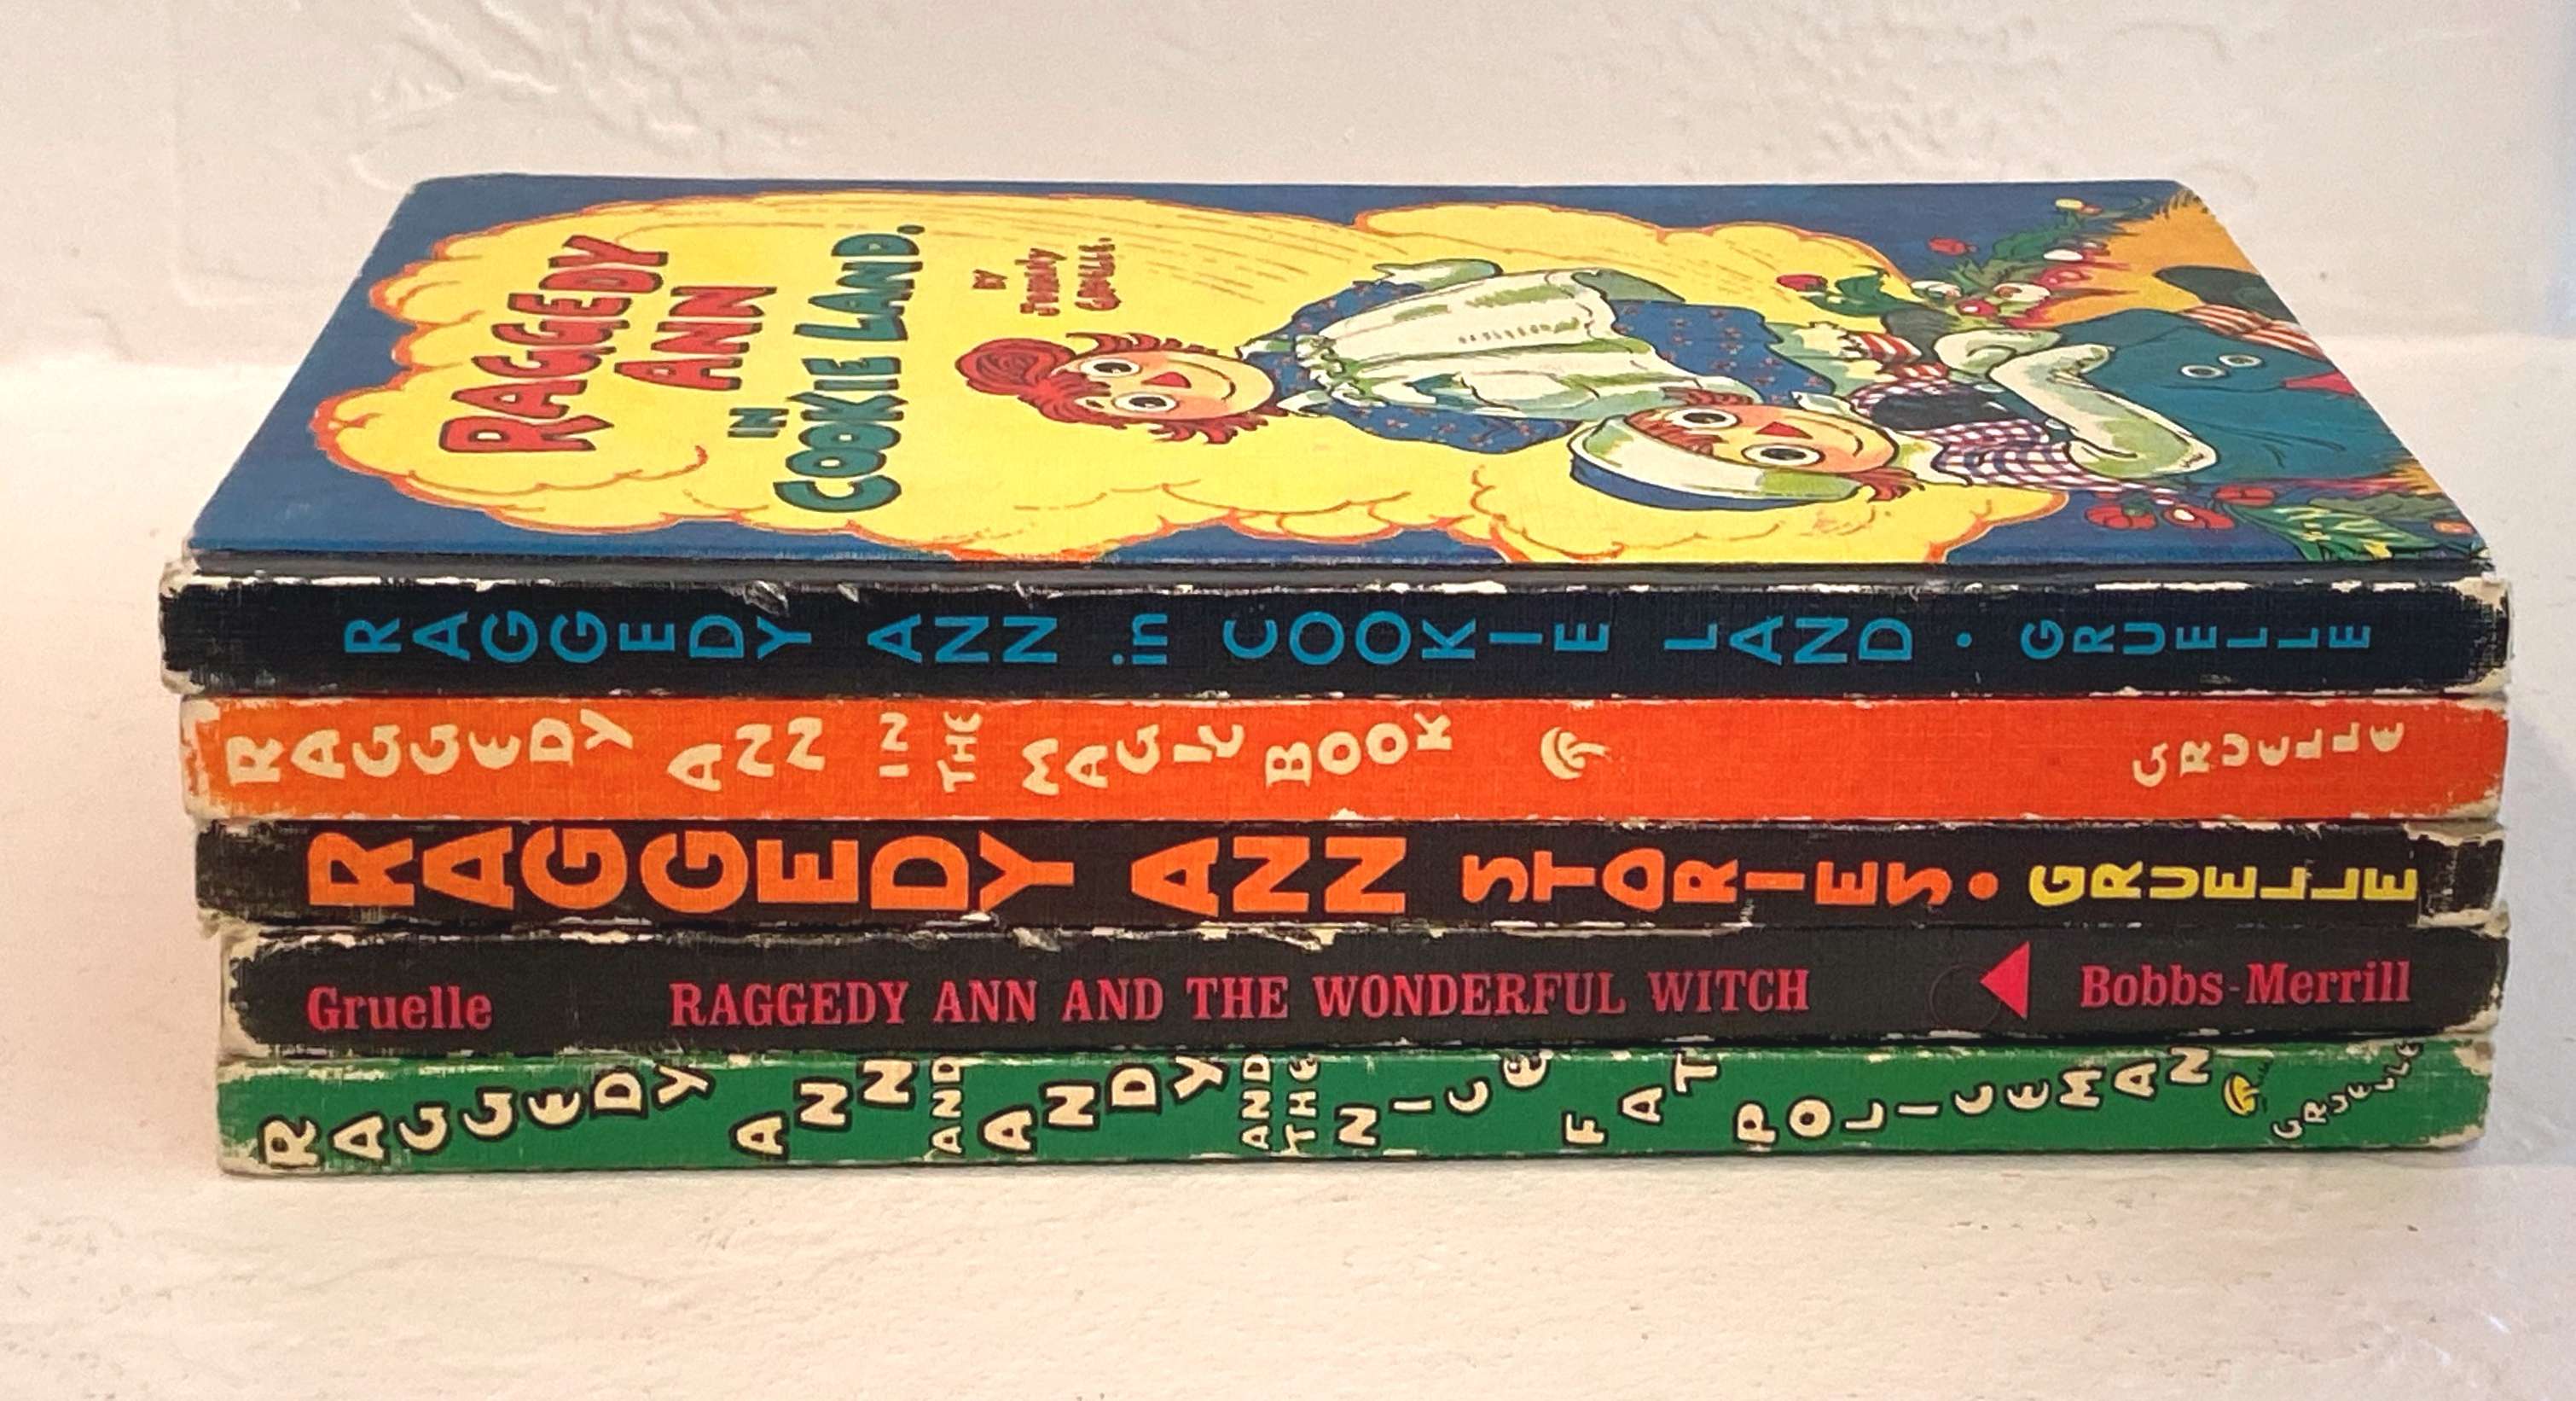 RAGGEDY
ANN
IN
COOKIE LAND.
BY
JOHNNY
GRUELLE.
RAGGEDY ANN in COOKIE LAND • GRUELLE
RAGGEDY ANN IN THE MAGIC BOOK GRUELLE
RAGGEDY ANN STORIES • GRUELLE
Gruelle RAGGEDY ANN AND THE WONDERFUL WITCH Bobbs-Merrill
RAGGEDY ANN AND ANDY AND THE NICE FAT POLICEMAN GRUELLE